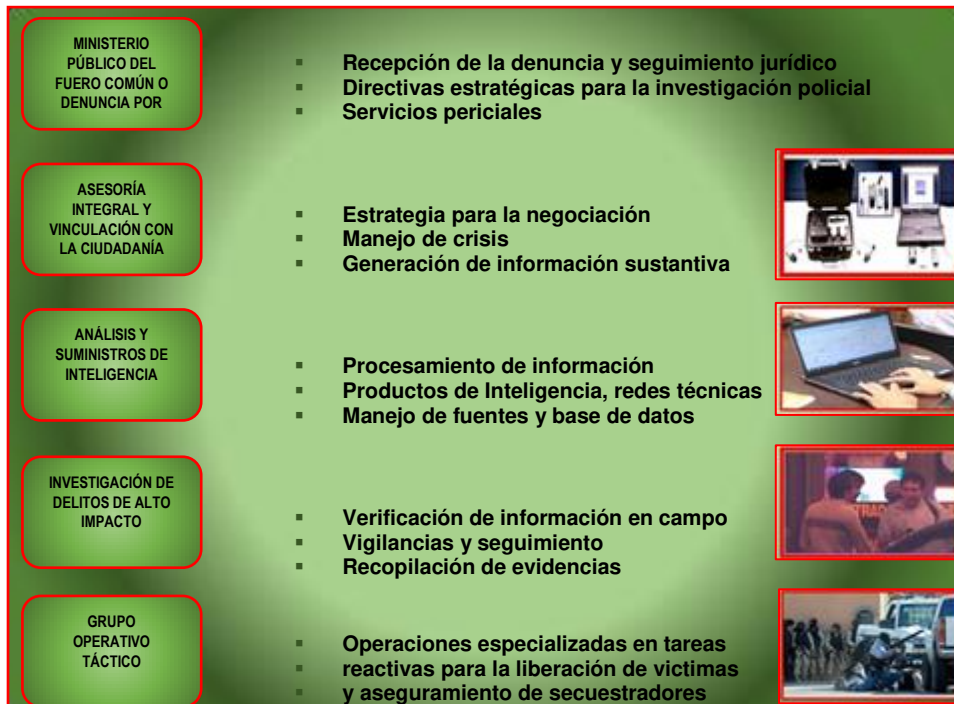 MINISTERIO
PÚBLICO DEL
FUERO COMÚN O
DENUNCIA POR
▪ Recepción de la denuncia y seguimiento jurídico
▪ Directivas estratégicas para la investigación policial
▪ Servicios periciales
ASESORÍA
INTEGRAL Y
VINCULACIÓN CON
LA CIUDADANÍA
▪ Estrategia para la negociación
▪ Manejo de crisis
▪ Generación de información sustantiva
ANÁLISIS Y
SUMINISTROS DE
INTELIGENCIA
▪ Procesamiento de información
▪ Productos de Inteligencia, redes técnicas
▪ Manejo de fuentes y base de datos
INVESTIGACIÓN DE
DELITOS DE ALTO
IMPACTO
▪ Verificación de información en campo
▪ Vigilancias y seguimiento
▪ Recopilación de evidencias
GRUPO
OPERATIVO
TÁCTICO
▪ Operaciones especializadas en tareas
▪ reactivas para la liberación de victimas
▪ y aseguramiento de secuestradores